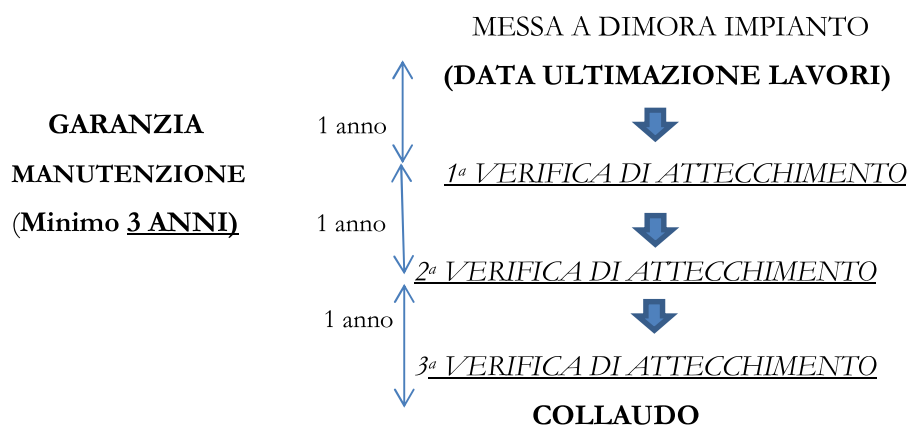 MESSA A DIMORA IMPIANTO
(DATA ULTIMAZIONE LAVORI)
GARANZIA
MANUTENZIONE
(Minimo 3 ANNI)
1 anno
1ª VERIFICA DI ATTECCHIMENTO
1 anno
2ª VERIFICA DI ATTECCHIMENTO
1 anno
3ª VERIFICA DI ATTECCHIMENTO
COLLAUDO